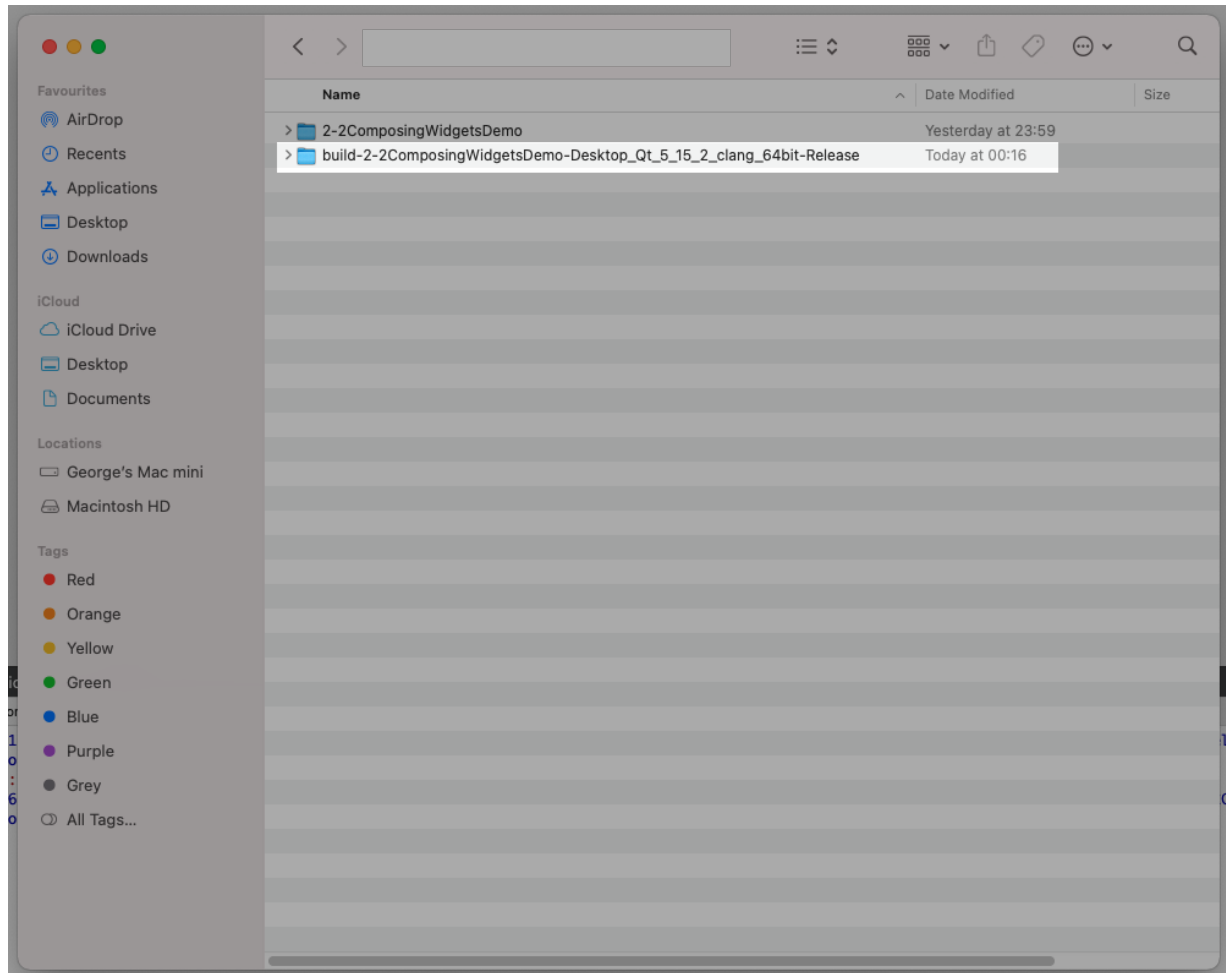 Favourites
AirDrop
Recents
Applications
Desktop
Downloads
iCloud
iCloud Drive
Desktop
Documents
Locations
George's Mac mini
Macintosh HD
Tags
Red
Orange
Yellow
Green
Blue
Purple
Grey
All Tags...
Name Date Modified Size
2-2ComposingWidgetsDemo Yesterday at 23:59
build-2-2ComposingWidgetsDemo-Desktop_Qt_5_15_2_clang_64bit-Release Today at 00:16